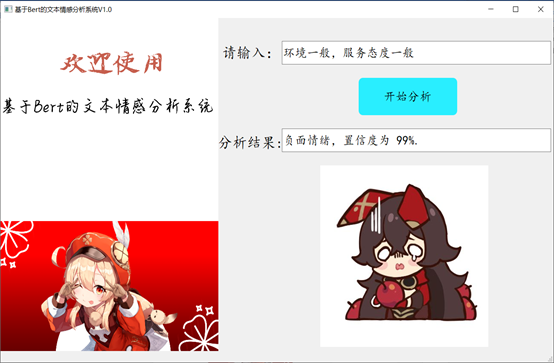 基于Bert的文本情感分析系统V1.0
欢迎使用
基于Bert的文本情感分析系统
请输入：
环境一般，服务态度一般
开始分析
分析结果:
负面情绪，置信度为 99%.